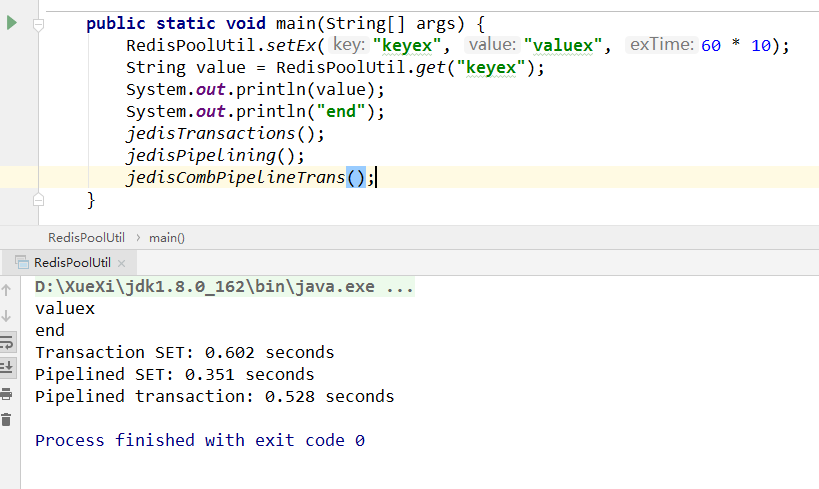 public static void main(String[] args) {
RedisPoolUtil.setEx( key: "keyex", value: "valuex", exTime: 60 * 10);
String value = RedisPoolUtil.get("keyex");
System.out.println(value);
System.out.println("end");
jedisTransactions();
jedisPipelining();
jedisCombPipelineTrans();
}
RedisPoolUtil › main()
RedisPoolUtil ×
D:\XueXi\jdk1.8.0_162\bin\java.exe ...
valuex
end
Transaction SET: 0.602 seconds
Pipelined SET: 0.351 seconds
Pipelined transaction: 0.528 seconds
Process finished with exit code 0